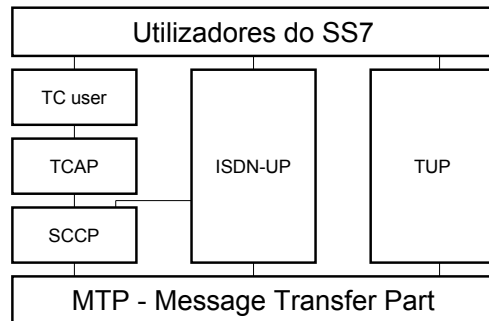 Utilizadores do SS7
TC user
TCAP
SCCP
ISDN-UP
TUP
MTP - Message Transfer Part